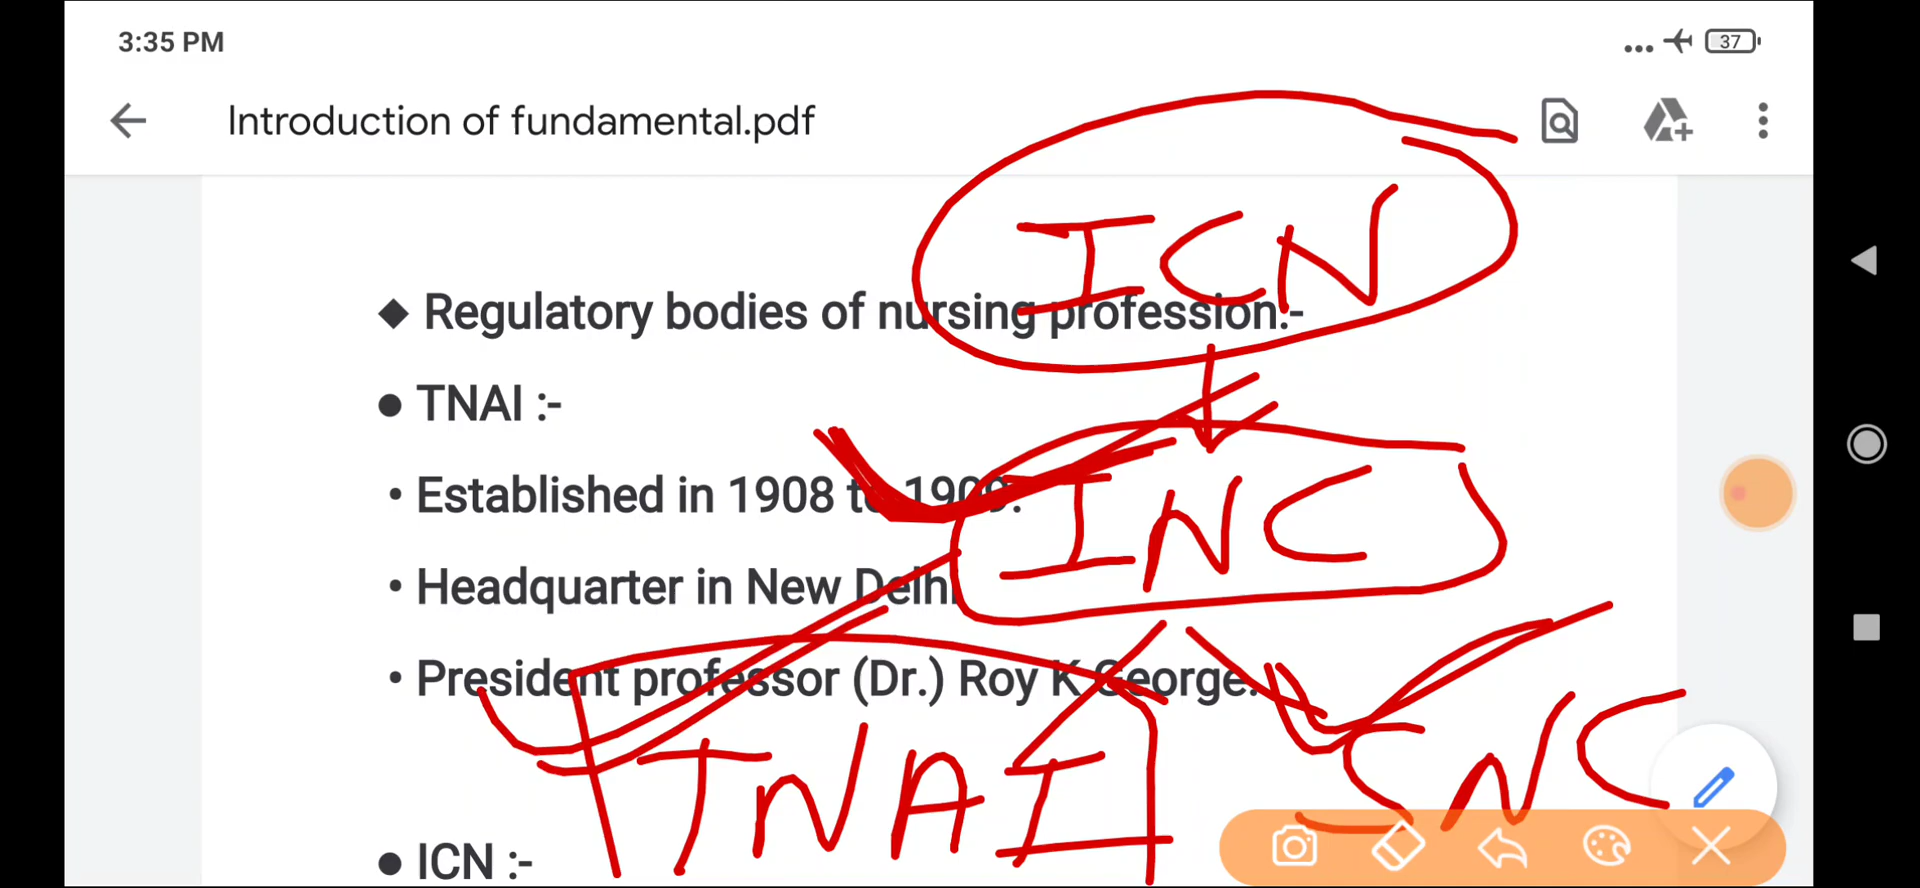 3:35 PM
37
Introduction of fundamental.pdf
ICN
◆ Regulatory bodies of nursing profession:-
● TNAI :-
• Established in 1908 to 1909.
INC
• Headquarter in New Delhi
• President professor (Dr.) Roy K George.
TNAI SNC
● ICN :-